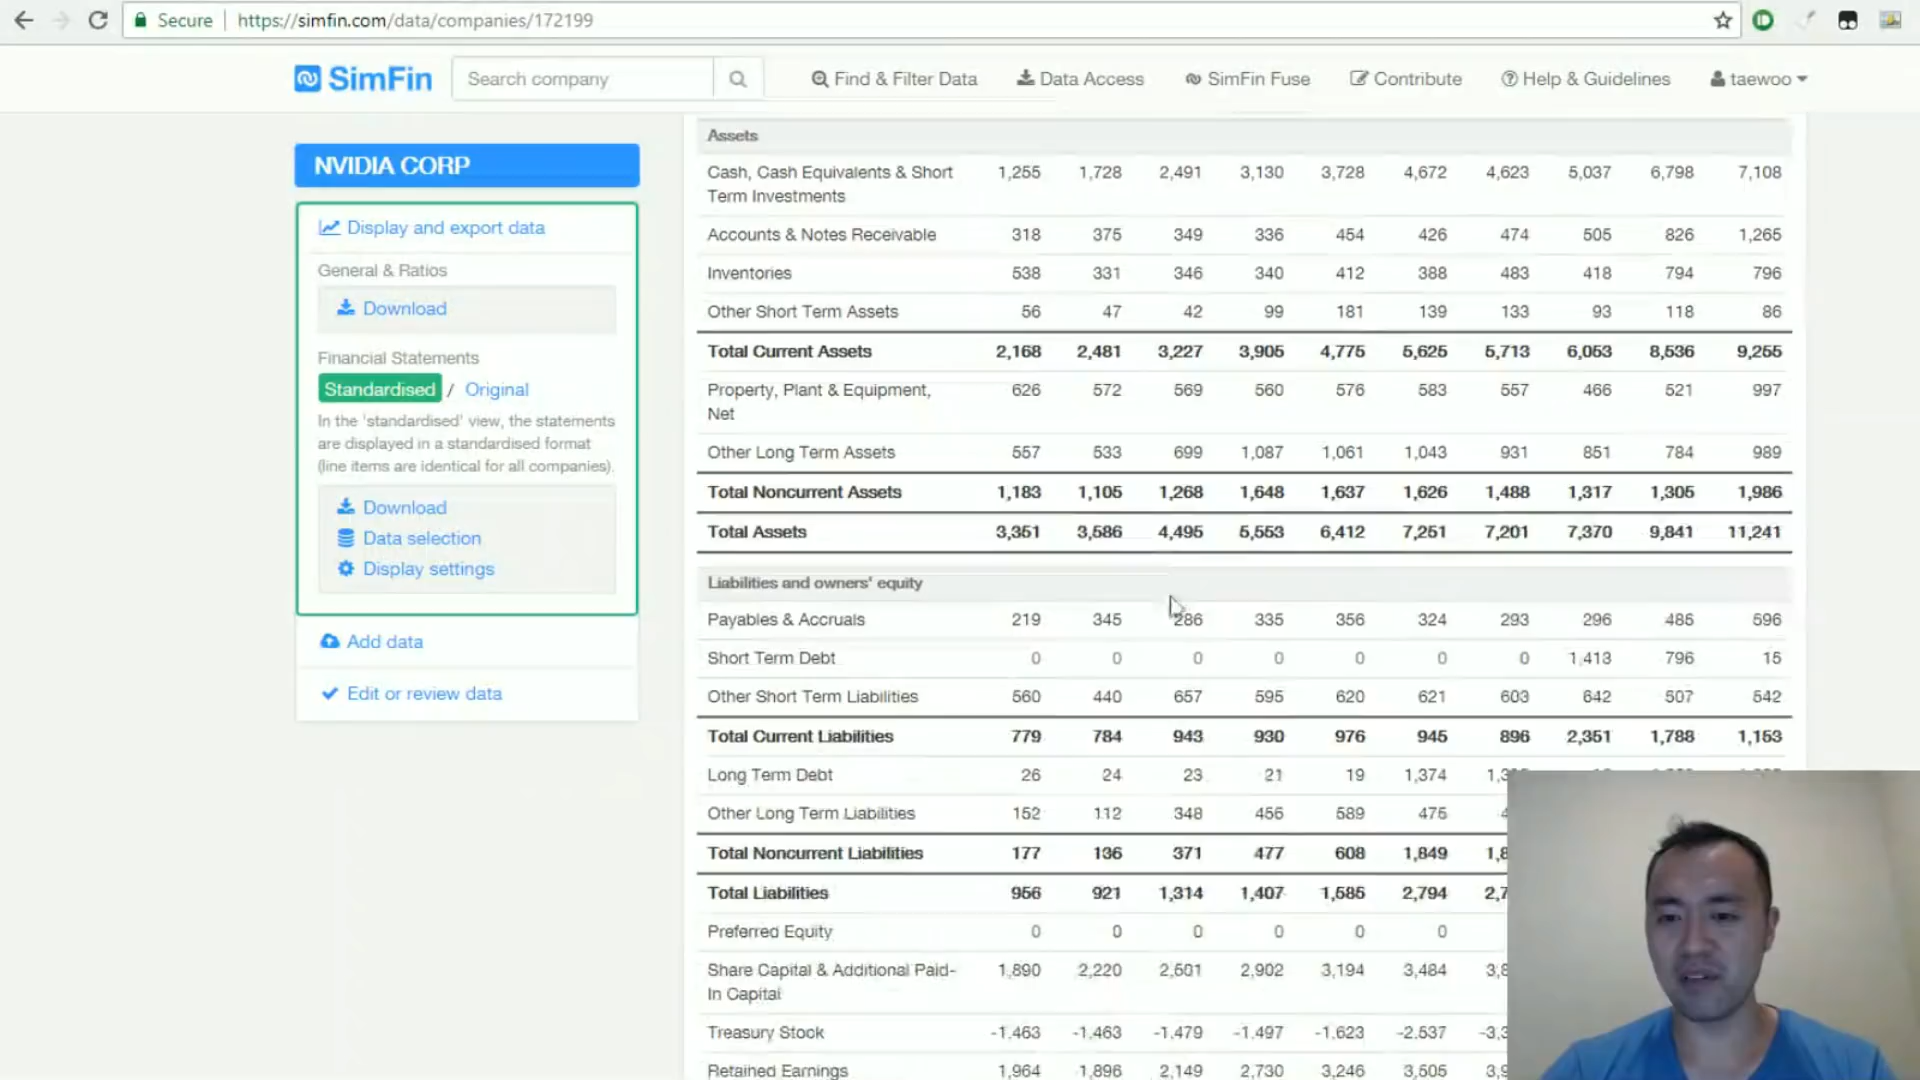 Secure https://simfin.com/data/companies/172199
SimFin Search company Find & Filter Data Data Access SimFin Fuse Contribute Help & Guidelines taewoo
NVIDIA CORP
Display and export data
General & Ratios
Download
Financial Statements
Standardised / Original
In the 'standardised' view, the statements
are displayed in a standardised format
(line items are identical for all companies).
Download
Data selection
Display settings
Add data
Edit or review data
Assets
Cash, Cash Equivalents & Short 1,255 1,728 2,491 3,130 3,728 4,672 4,623 5,037 6,798 7,108
Term Investments
Accounts & Notes Receivable 318 375 349 336 454 426 474 505 826 1,265
Inventories 538 331 346 340 412 388 483 418 794 796
Other Short Term Assets 56 47 42 99 181 139 133 93 118 86
Total Current Assets 2,168 2,481 3,227 3,905 4,775 5,625 5,713 6,053 8,536 9,255
Property, Plant & Equipment, 626 572 569 560 576 583 557 466 521 997
Net
Other Long Term Assets 557 533 699 1,087 1,061 1,043 931 851 784 989
Total Noncurrent Assets 1,183 1,105 1,268 1,648 1,637 1,626 1,488 1,317 1,305 1,986
Total Assets 3,351 3,586 4,495 5,553 6,412 7,251 7,201 7,370 9,841 11,241
Liabilities and owners' equity
Payables & Accruals 219 345 286 335 356 324 293 296 485 596
Short Term Debt 0 0 0 0 0 0 0 1,413 796 15
Other Short Term Liabilities 560 440 657 595 620 621 603 642 507 542
Total Current Liabilities 779 784 943 930 976 945 896 2,351 1,788 1,153
Long Term Debt 26 24 23 21 19 1,374
Other Long Term Liabilities 152 112 348 456 589 475
Total Noncurrent Liabilities 177 136 371 477 608 1,849
Total Liabilities 956 921 1,314 1,407 1,585 2,794
Preferred Equity 0 0 0 0 0 0
Share Capital & Additional Paid- 1,890 2,220 2,501 2,902 3,194 3,484
In Capital
Treasury Stock -1,463 -1,463 -1,479 -1,497 -1,623 -2,537
Retained Earnings 1,964 1,896 2,149 2,730 3,246 3,505